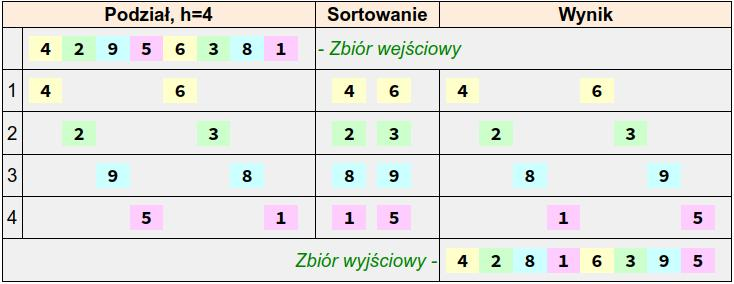 Podział, h=4 Sortowanie Wynik
4 2 9 5 6 3 8 1 - Zbiór wejściowy
1 4 6 4 6 4 6
2 2 3 2 3 2 3
3 9 8 8 9 8 9
4 5 1 1 5 1 5
Zbiór wyjściowy - 4 2 8 1 6 3 9 5